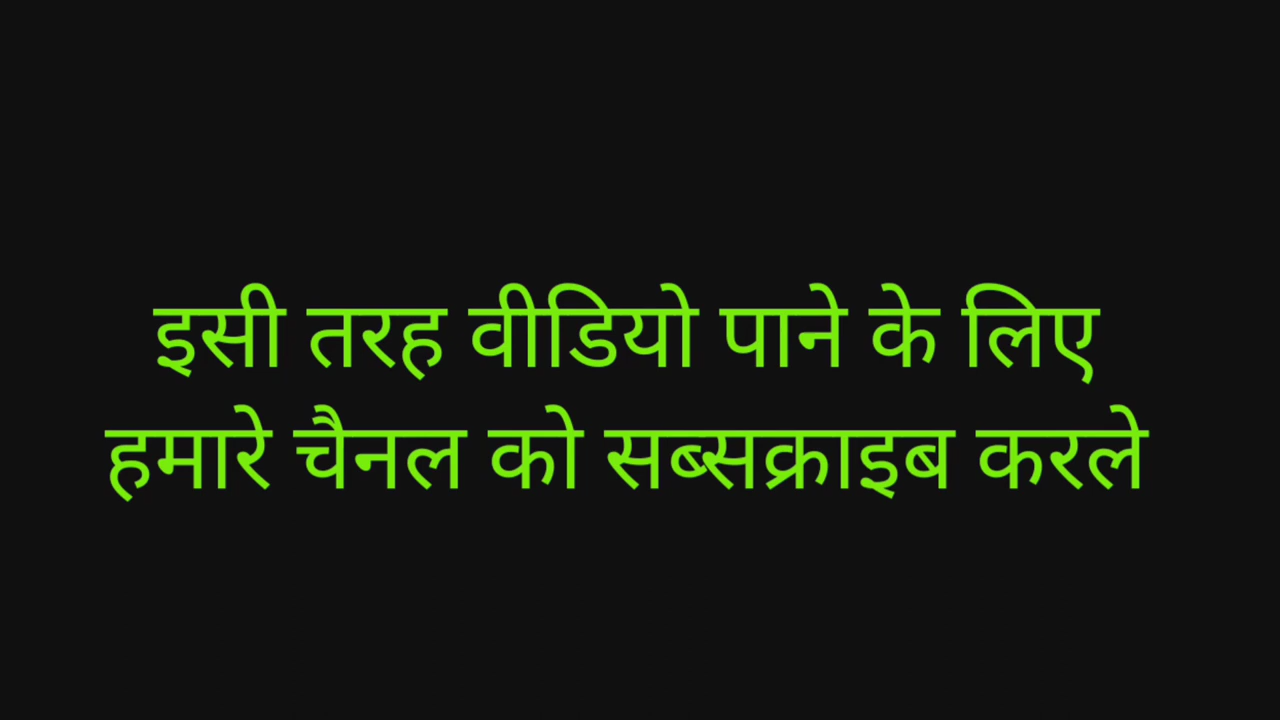 इसी तरह वीडियो पाने के लिए
हमारे चैनल को सब्सक्राइब करले